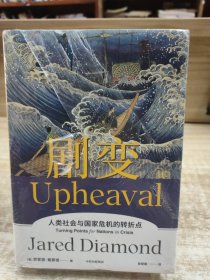 剧变
Upheaval
人类社会与国家危机的转折点
Turning Points for Nations in Crisis
Jared Diamond